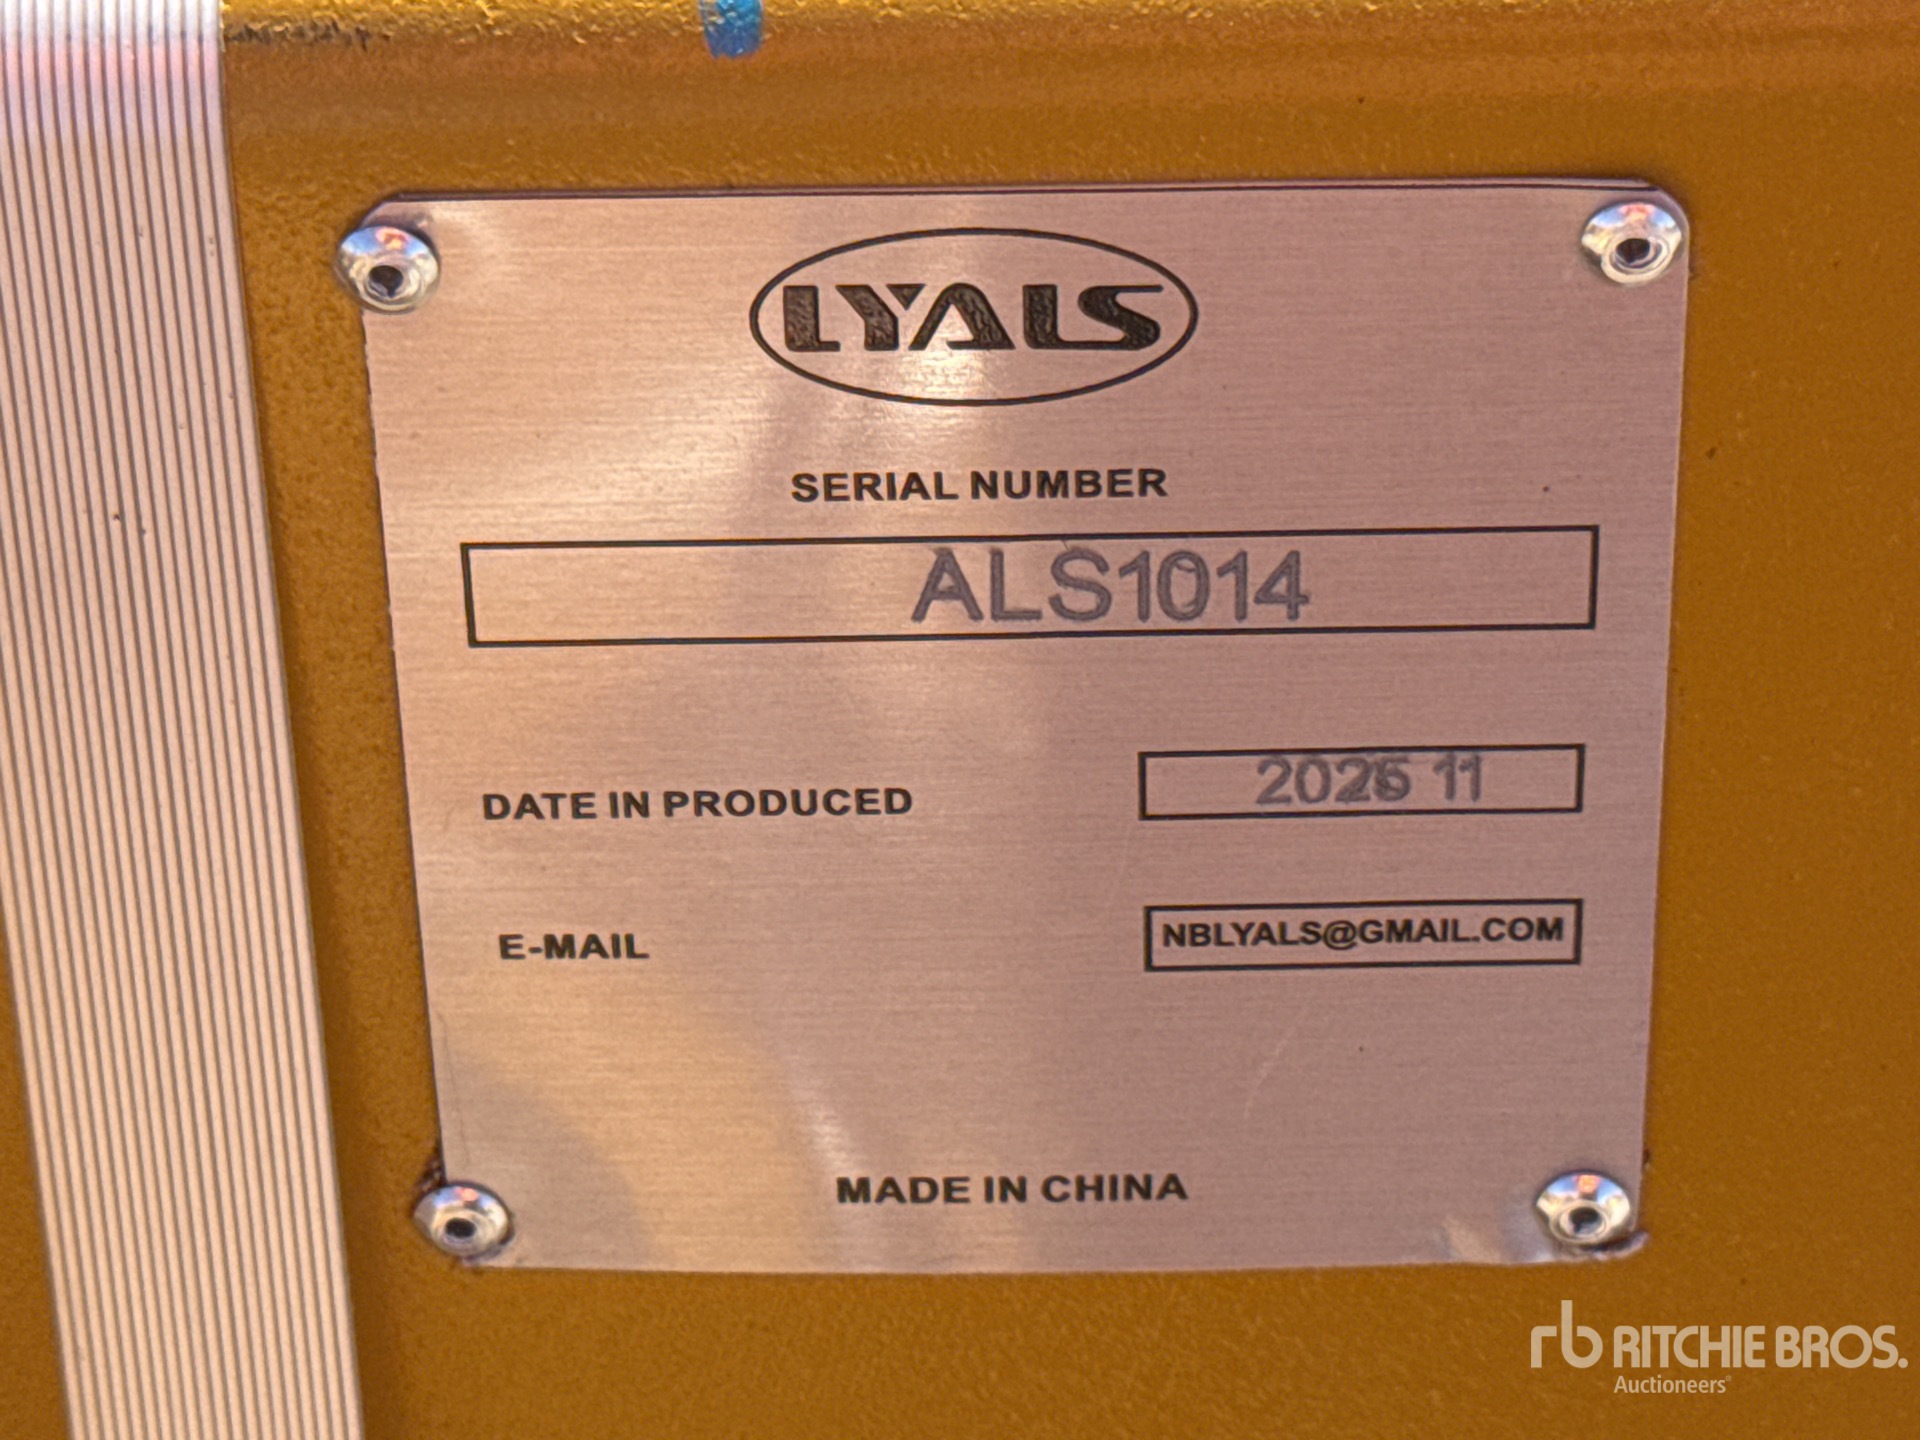 LYALS
SERIAL NUMBER
ALS1014
DATE IN PRODUCED
2025 11
E-MAIL
NBLYALS@GMAIL.COM
MADE IN CHINA
rb RITCHIE BROS.
Auctioneers